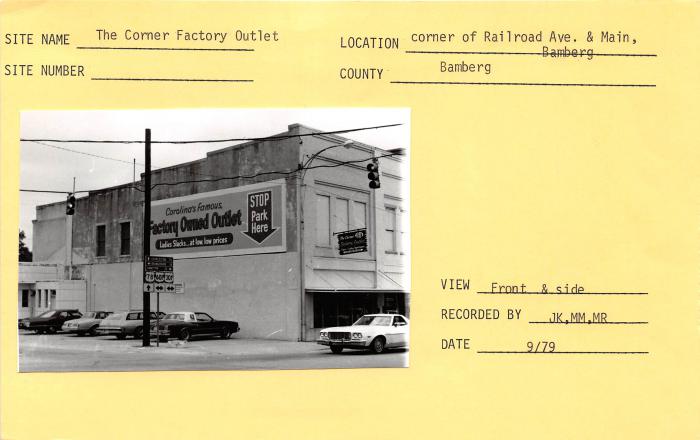 SITE NAME The Corner Factory Outlet
LOCATION corner of Railroad Ave. & Main,
Bamberg
SITE NUMBER
COUNTY Bamberg
Carolina's Famous,
Factory Owned Outlet
Ladies Slacks...at low, low prices
STOP
Park
Here
VIEW Front & side
RECORDED BY JK,MM,MR
DATE 9/79